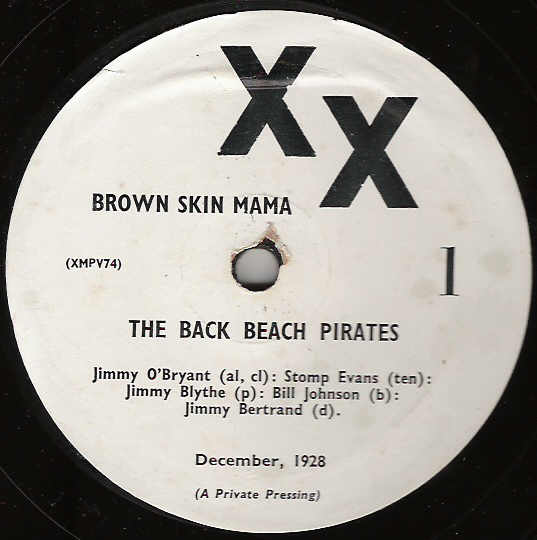 X
X
BROWN SKIN MAMA
(XMPV74)
1
THE BACK BEACH PIRATES
Jimmy O'Bryant (al, cl): Stomp Evans (ten):
Jimmy Blythe (p): Bill Johnson (b):
Jimmy Bertrand (d).
December, 1928
(A Private Pressing)